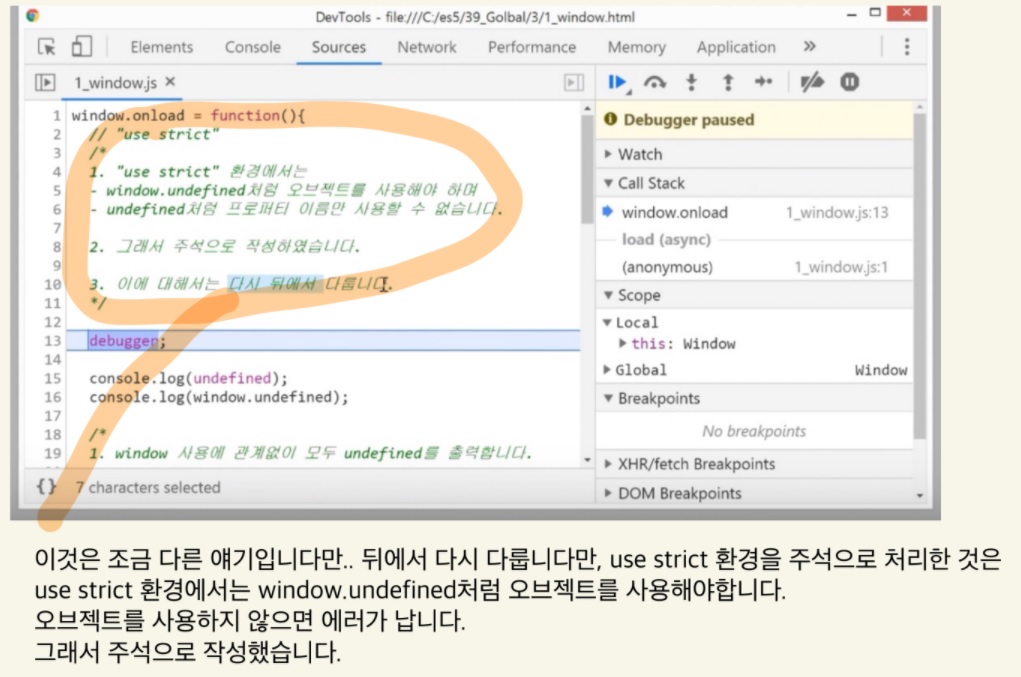 DevTools - file:///C:/es5/39_Golbal/3/1_window.html
Elements Console Sources Network Performance Memory Application »
1_window.js ×
1 window.onload = function(){
2 // "use strict"
3 /*
4 1. "use strict" 환경에서는
5 - window.undefined처럼 오브젝트를 사용해야 하며
6 - undefined처럼 프로퍼티 이름만 사용할 수 없습니다.
7
8 2. 그래서 주석으로 작성하였습니다.
9
10 3. 이에 대해서는 다시 뒤에서 다룹니다.
11 */
12
13 debugger;
14
15 console.log(undefined);
16 console.log(window.undefined);
17
18 /*
19 1. window 사용에 관계없이 모두 undefined를 출력합니다.
{} 7 characters selected
Debugger paused
Watch
Call Stack
window.onload 1_window.js:13
load (async)
(anonymous) 1_window.js:1
Scope
Local
this: Window
Global Window
Breakpoints
No breakpoints
XHR/fetch Breakpoints
DOM Breakpoints
이것은 조금 다른 얘기입니다만.. 뒤에서 다시 다룹니다만, use strict 환경을 주석으로 처리한 것은
use strict 환경에서는 window.undefined처럼 오브젝트를 사용해야합니다.
오브젝트를 사용하지 않으면 에러가 납니다.
그래서 주석으로 작성했습니다.